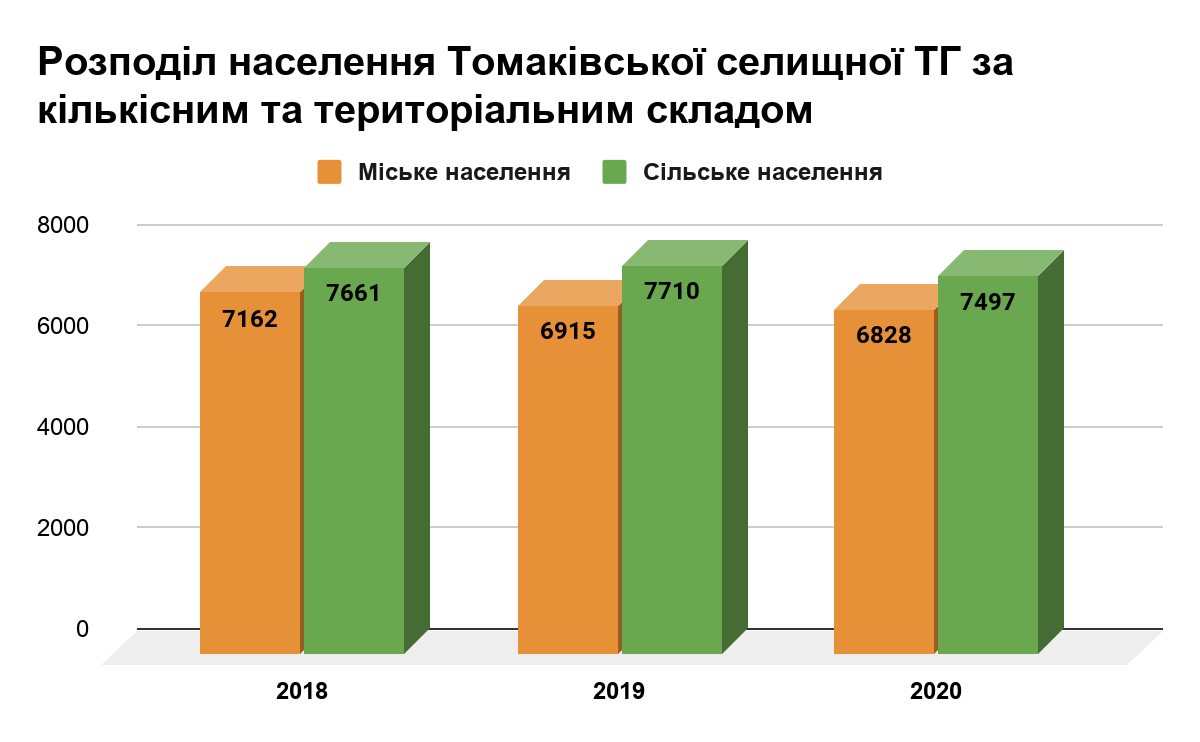 Розподіл населення Томаківської селищної ТГ за
кількісним та територіальним складом
Міське населення Сільське населення
8000
6000
4000
2000
0
7162 7661 6915 7710 6828 7497
2018 2019 2020